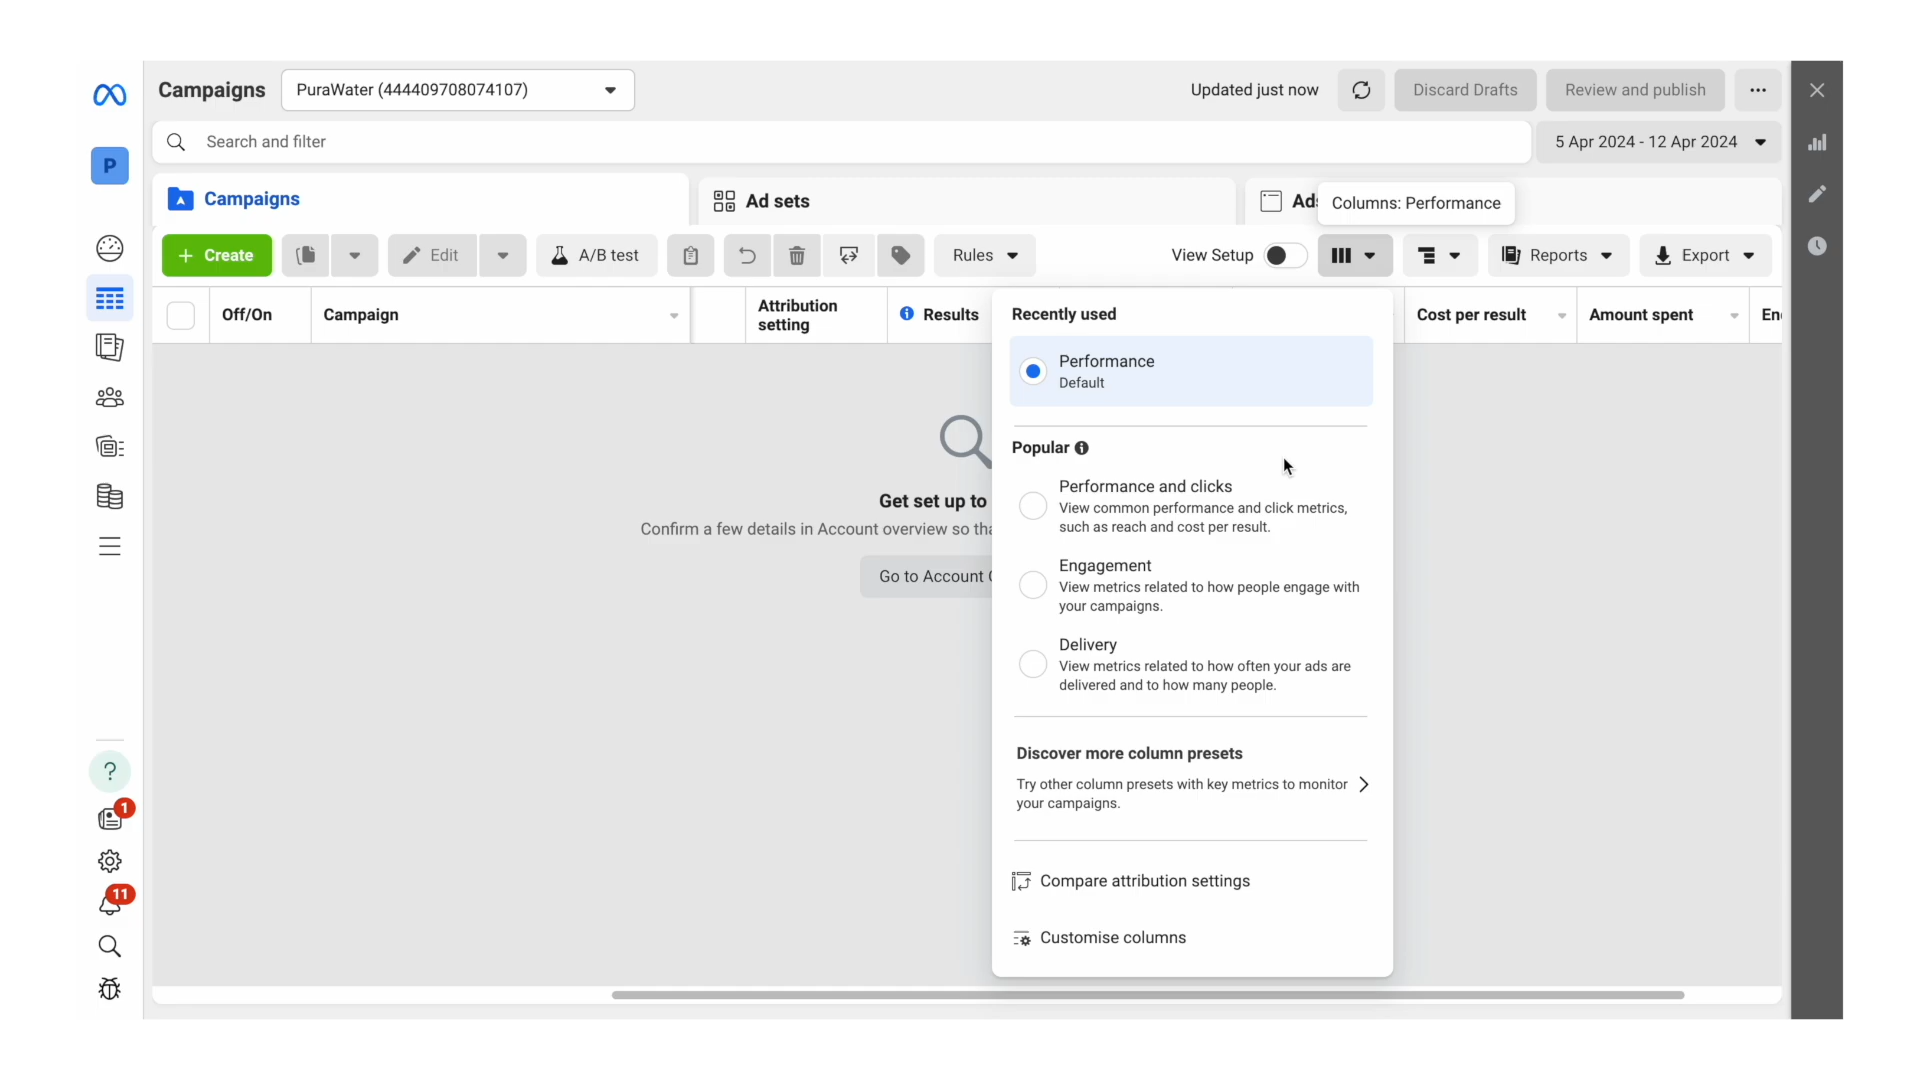 Campaigns
PuraWater (444409708074107)
Updated just now
Discard Drafts
Review and publish
P
Search and filter
5 Apr 2024 - 12 Apr 2024
Campaigns
Ad sets
Ads
Columns: Performance
+ Create
Edit
A/B test
Rules
View Setup
Reports
Export
Off/On
Campaign
Attribution
setting
Results
Cost per result
Amount spent
Recently used
Performance
Default
Popular
Performance and clicks
View common performance and click metrics,
such as reach and cost per result.
Engagement
View metrics related to how people engage with
your campaigns.
Delivery
View metrics related to how often your ads are
delivered and to how many people.
Discover more column presets
Try other column presets with key metrics to monitor
your campaigns.
Compare attribution settings
Customise columns
Get set up to
Confirm a few details in Account overview so
Go to Account
?
1
11